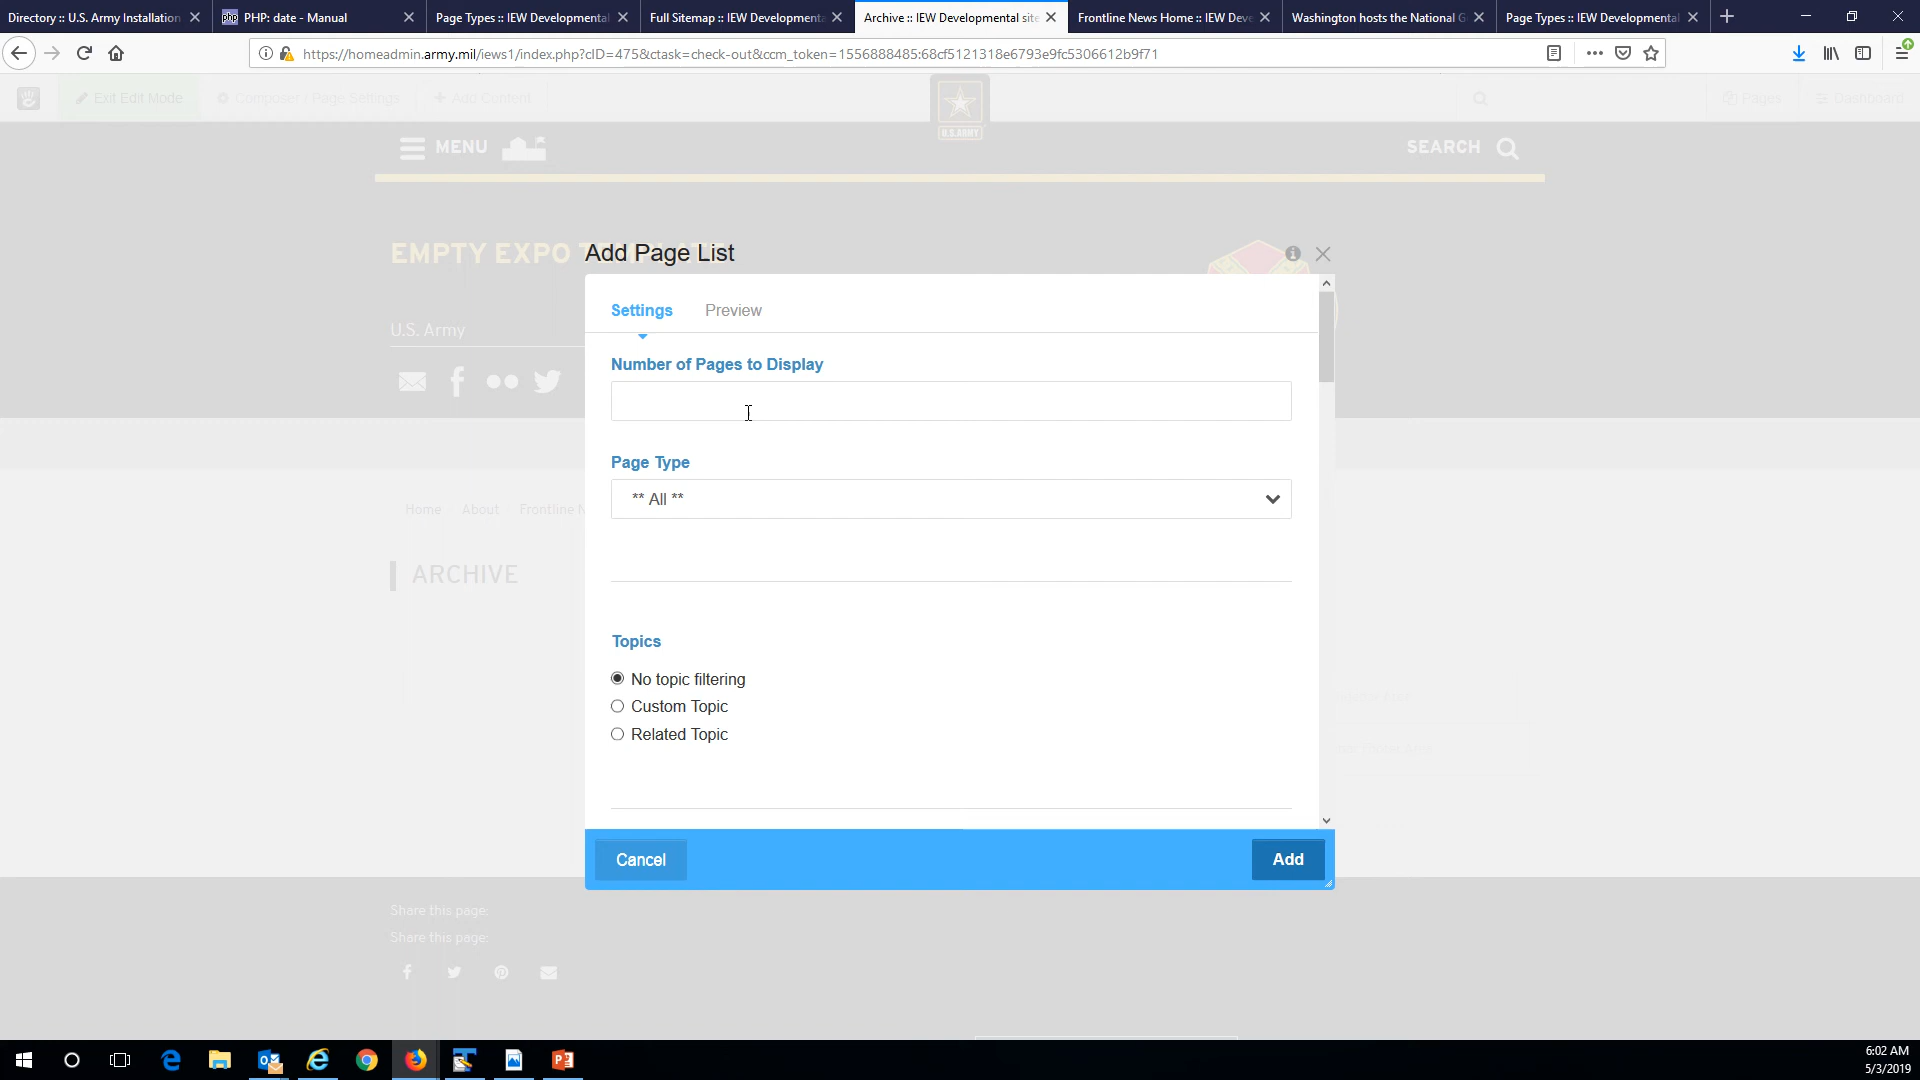 Directory :: U.S. Army Installation
PHP: date - Manual
Page Types :: IEW Developmental
Full Sitemap :: IEW Developmenta
Archive :: IEW Developmental site
Frontline News Home :: IEW Deve
Washington hosts the National G
Page Types :: IEW Developmental
https://homeadmin.army.mil/iews1/index.php?cID=475&ctask=check-out&ccm_token=1556888485:68cf5121318e6793e9fc5306612b9f71
Exit Edit Mode
Composer / Page Settings
Add Content
Pages
Dashboard
U.S.ARMY
MENU
SEARCH
EMPTY EXPO
Add Page List
U.S. Army
Settings
Preview
Number of Pages to Display
Page Type
** All **
Home
About
Frontline N
ARCHIVE
Topics
No topic filtering
Custom Topic
Related Topic
Cancel
Add
Share this page:
Share this page:
6:02 AM
5/3/2019